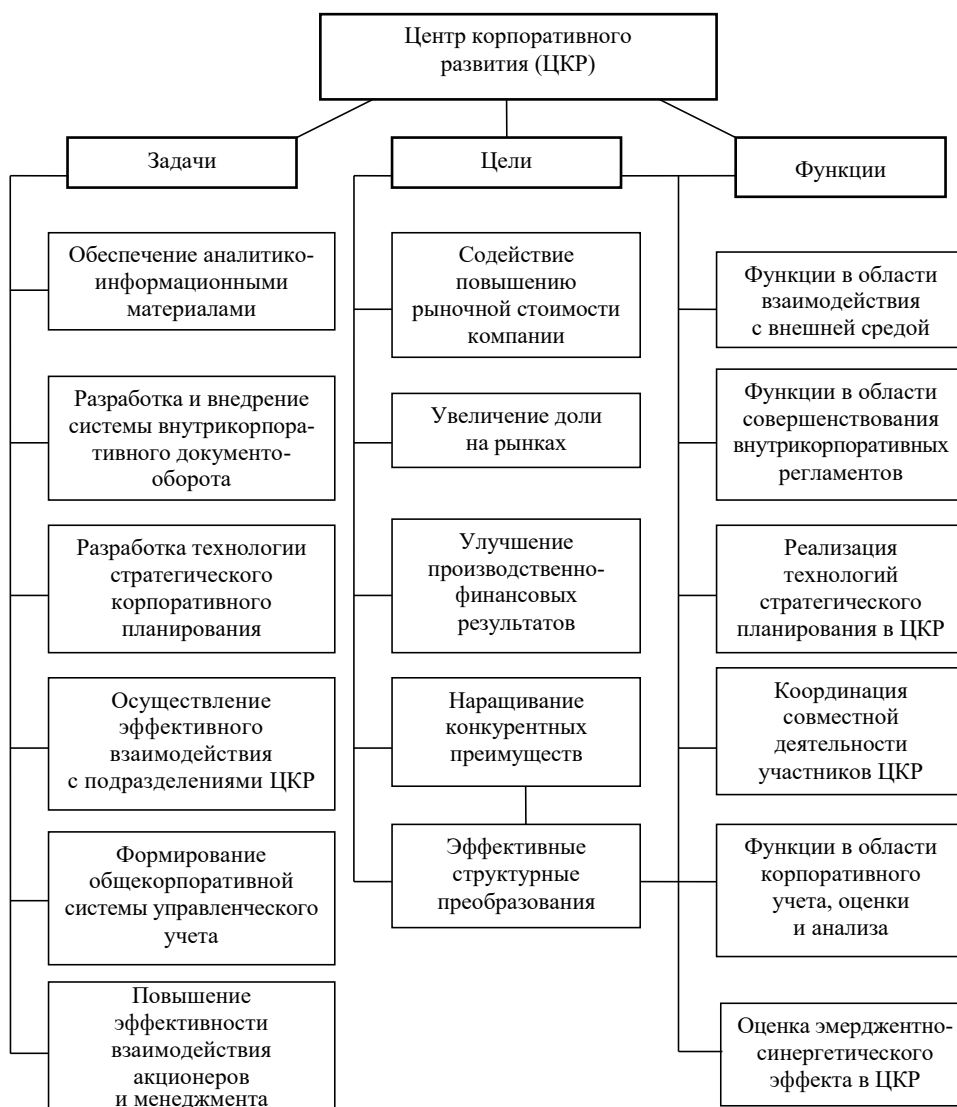 Центр корпоративного
развития (ЦКР)
Задачи
Цели
Функции
Обеспечение аналитико-
информационными
материалами
Разработка и внедрение
системы внутрикорпора-
тивного документо-
оборота
Разработка технологии
стратегического
корпоративного
планирования
Осуществление
эффективного
взаимодействия
с подразделениями ЦКР
Формирование
общекорпоративной
системы управленческого
учета
Повышение
эффективности
взаимодействия
акционеров
и менеджмента
Содействие
повышению
рыночной стоимости
компании
Увеличение доли
на рынках
Улучшение
производственно-
финансовых
результатов
Наращивание
конкурентных
преимуществ
Эффективные
структурные
преобразования
Функции в области
взаимодействия
с внешней средой
Функции в области
совершенствования
внутрикорпоративных
регламентов
Реализация
технологий
стратегического
планирования в ЦКР
Координация
совместной
деятельности
участников ЦКР
Функции в области
корпоративного
учета, оценки
и анализа
Оценка эмерджентно-
синергетического
эффекта в ЦКР